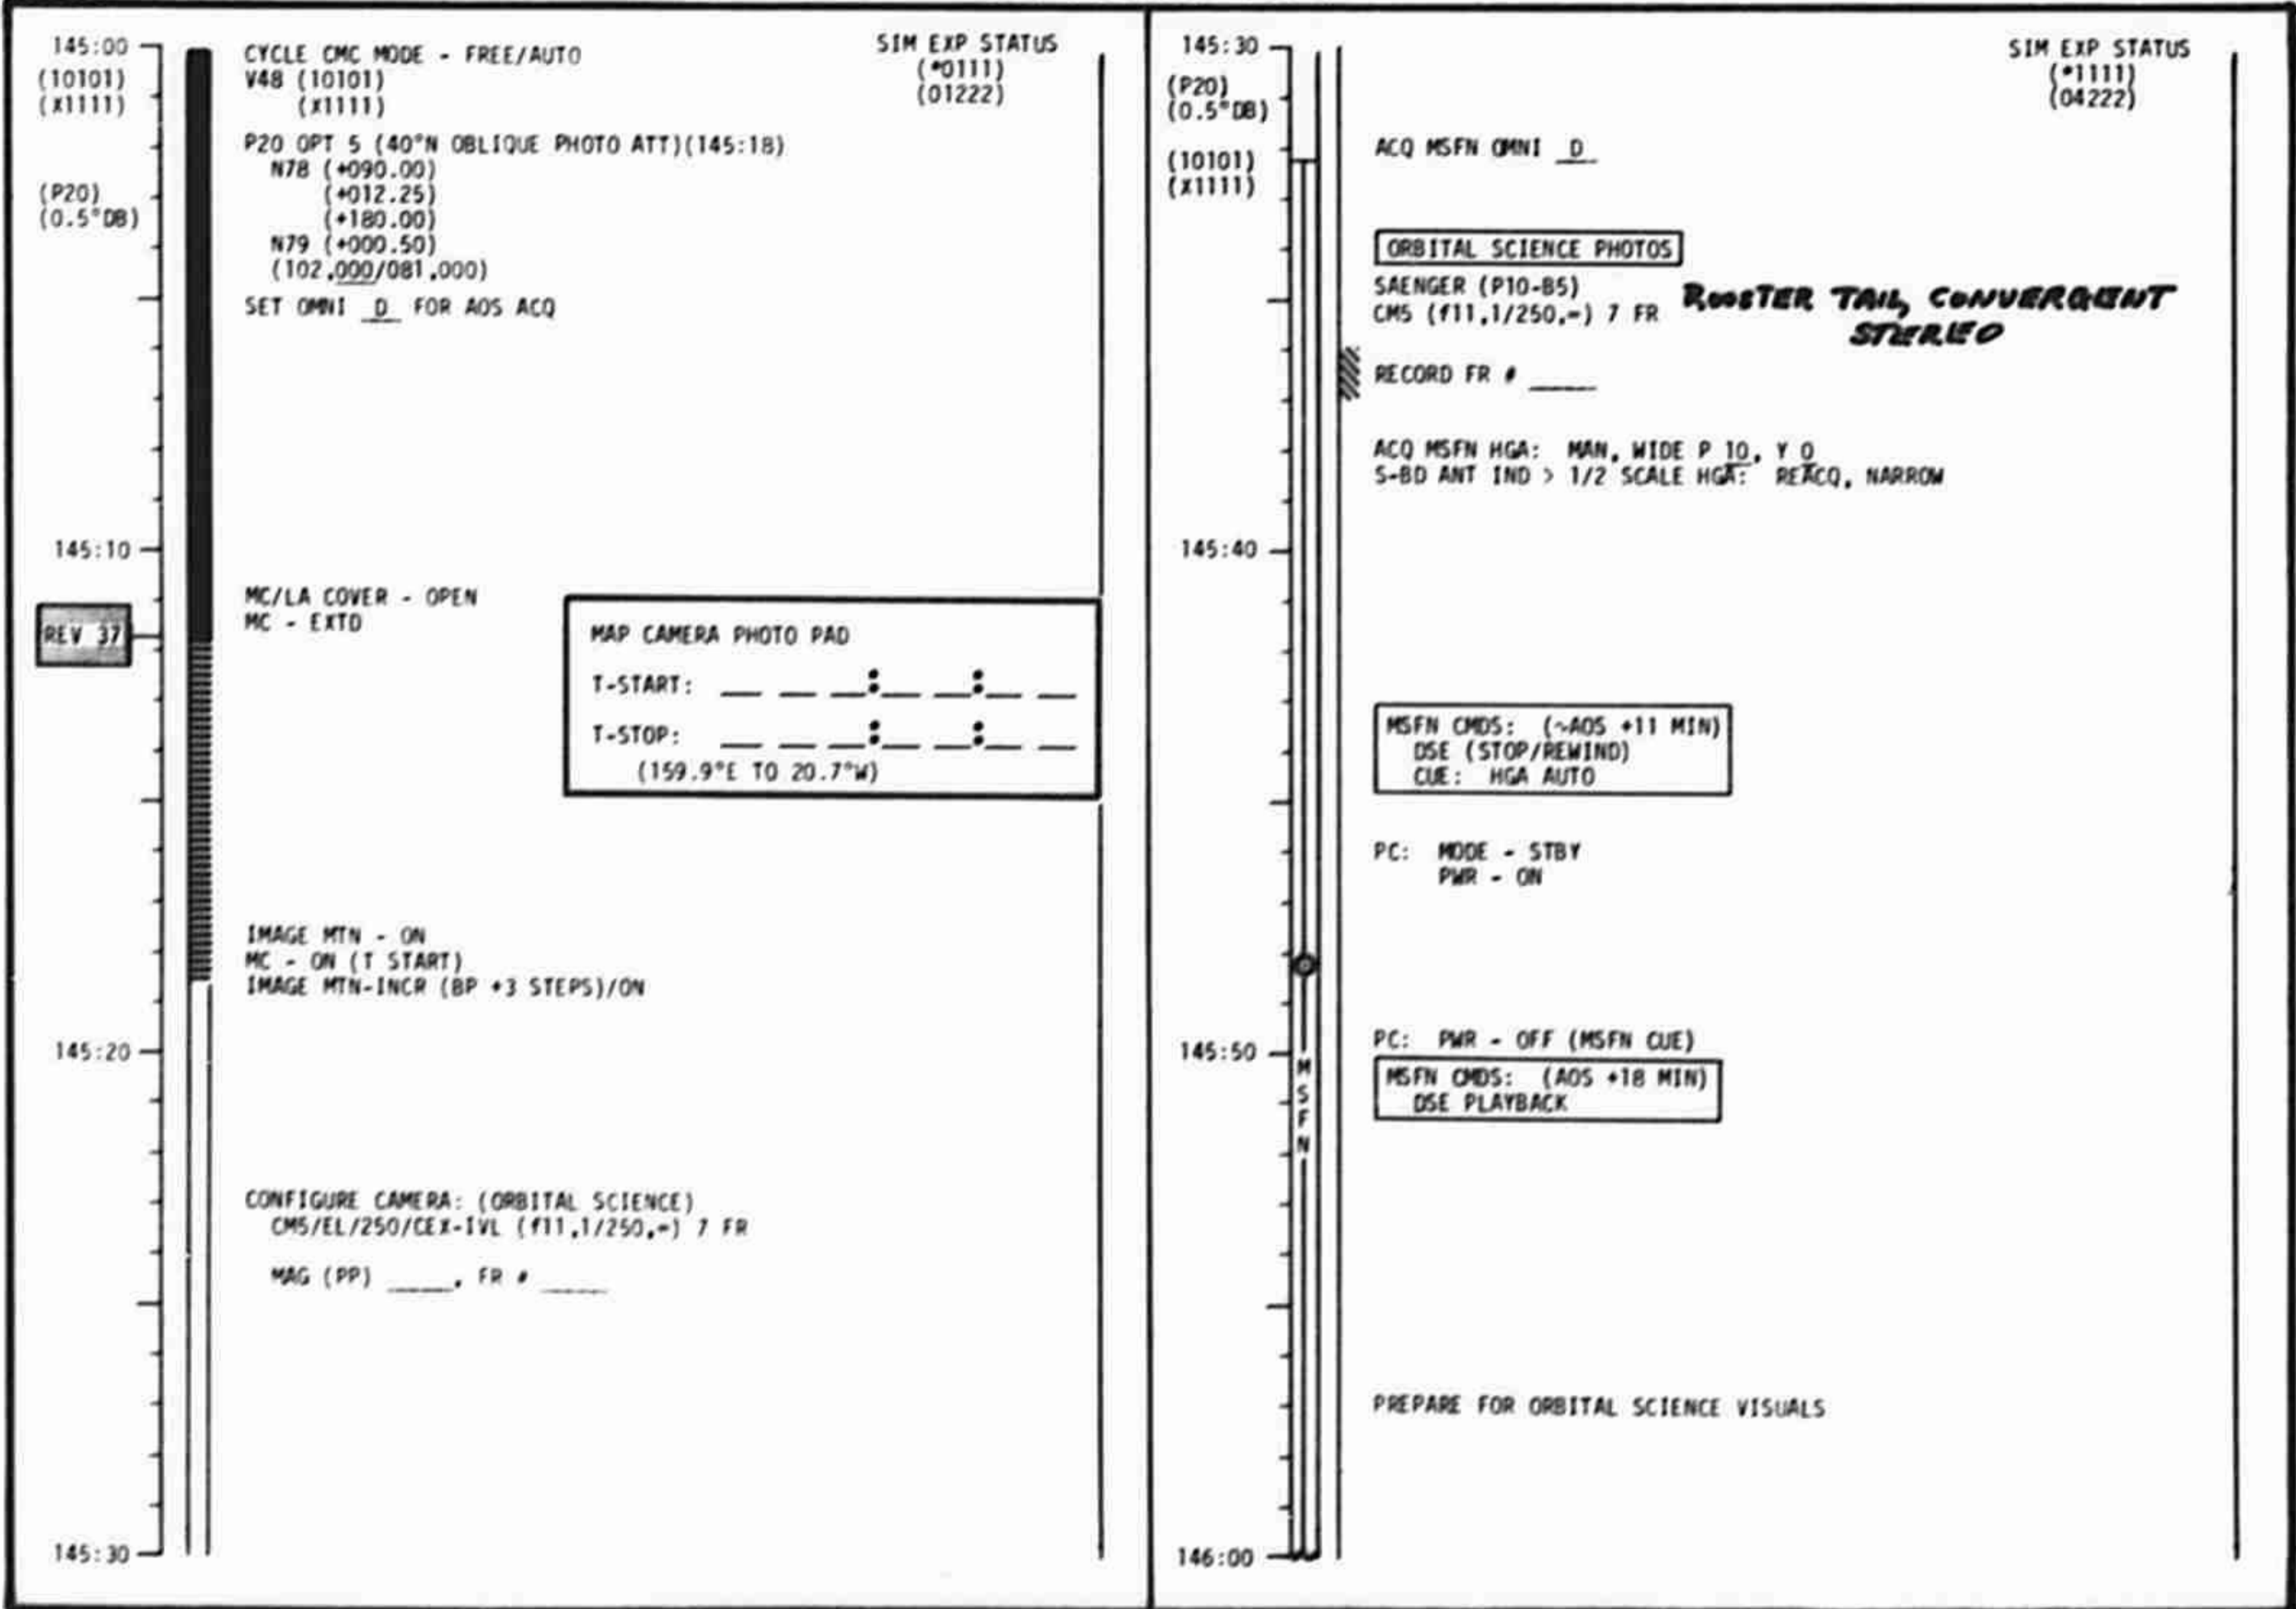 145:00
(10101)
(X1111)
(P20)
(0.5°DB)
145:10
REV 37
145:20
145:30
SIM EXP STATUS
(*0111)
(01222)
CYCLE CMC MODE - FREE/AUTO
V48 (10101)
(X1111)
P20 OPT 5 (40°N OBLIQUE PHOTO ATT)(145:18)
N78 (+090.00)
(+012.25)
(+180.00)
N79 (+000.50)
(102,000/081,000)
SET OMNI D FOR AOS ACQ
MC/LA COVER - OPEN
MC - EXTD
MAP CAMERA PHOTO PAD
T-START: __ __ __:__ __:__ __
T-STOP: __ __ __:__ __:__ __
(159.9°E TO 20.7°W)
IMAGE MTN - ON
MC - ON (T START)
IMAGE MTN-INCR (BP +3 STEPS)/ON
CONFIGURE CAMERA: (ORBITAL SCIENCE)
CM5/EL/250/CEX-IVL (f11,1/250,∞) 7 FR
MAG (PP) _____, FR # _____
145:30
(P20)
(0.5°DB)
(10101)
(X1111)
145:40
145:50
MSFN
146:00
SIM EXP STATUS
(*1111)
(04222)
ACQ MSFN OMNI D
ORBITAL SCIENCE PHOTOS
SAENGER (P10-B5)
CM5 (f11,1/250,∞) 7 FR
ROOSTER TAIL, CONVERGENT
STEREO
RECORD FR # _____
ACQ MSFN HGA: MAN, WIDE P 10, Y 0
S-BD ANT IND > 1/2 SCALE HGA: REACQ, NARROW
MSFN CMDS: (~AOS +11 MIN)
DSE (STOP/REWIND)
CUE: HGA AUTO
PC: MODE - STBY
PWR - ON
PC: PWR - OFF (MSFN CUE)
MSFN CMDS: (AOS +18 MIN)
DSE PLAYBACK
PREPARE FOR ORBITAL SCIENCE VISUALS